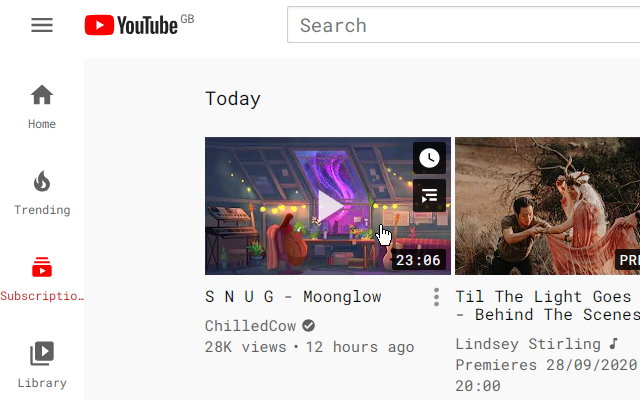 YouTube GB
Search
Home
Trending
Subscriptio…
Library
Today
23:06
S N U G - Moonglow
ChilledCow
28K views • 12 hours ago
PRE
Til The Light Goes
- Behind The Scenes
Lindsey Stirling
Premieres 28/09/2020
20:00